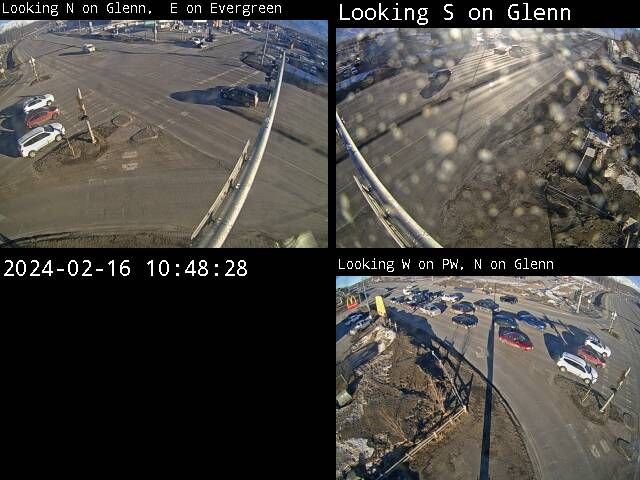 Looking N on Glenn,  E on Evergreen
Looking S on Glenn
2024-02-16 10:48:28
Looking W on PW, N on Glenn